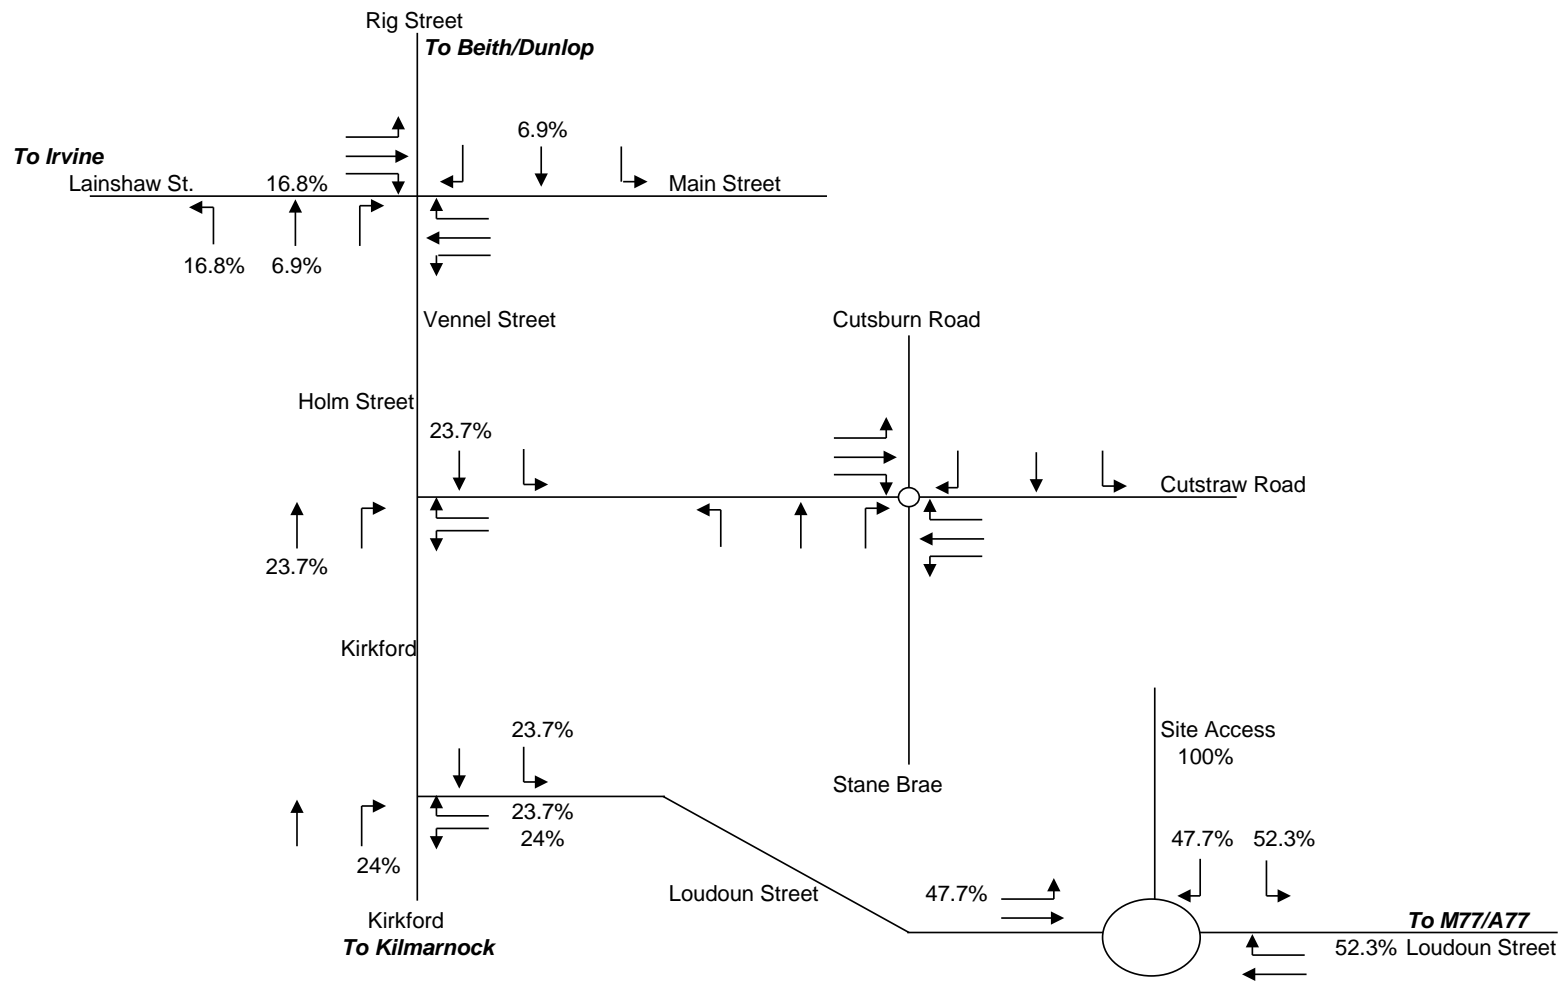 Rig Street
To Beith/Dunlop
6.9%
To Irvine
Lainshaw St.
16.8%
Main Street
16.8%
6.9%
Vennel Street
Cutsburn Road
Holm Street
23.7%
Cutstraw Road
23.7%
Kirkford
23.7%
Site Access
100%
Stane Brae
23.7%
24%
24%
47.7%
52.3%
Loudoun Street
47.7%
Kirkford
To Kilmarnock
To M77/A77
52.3% Loudoun Street